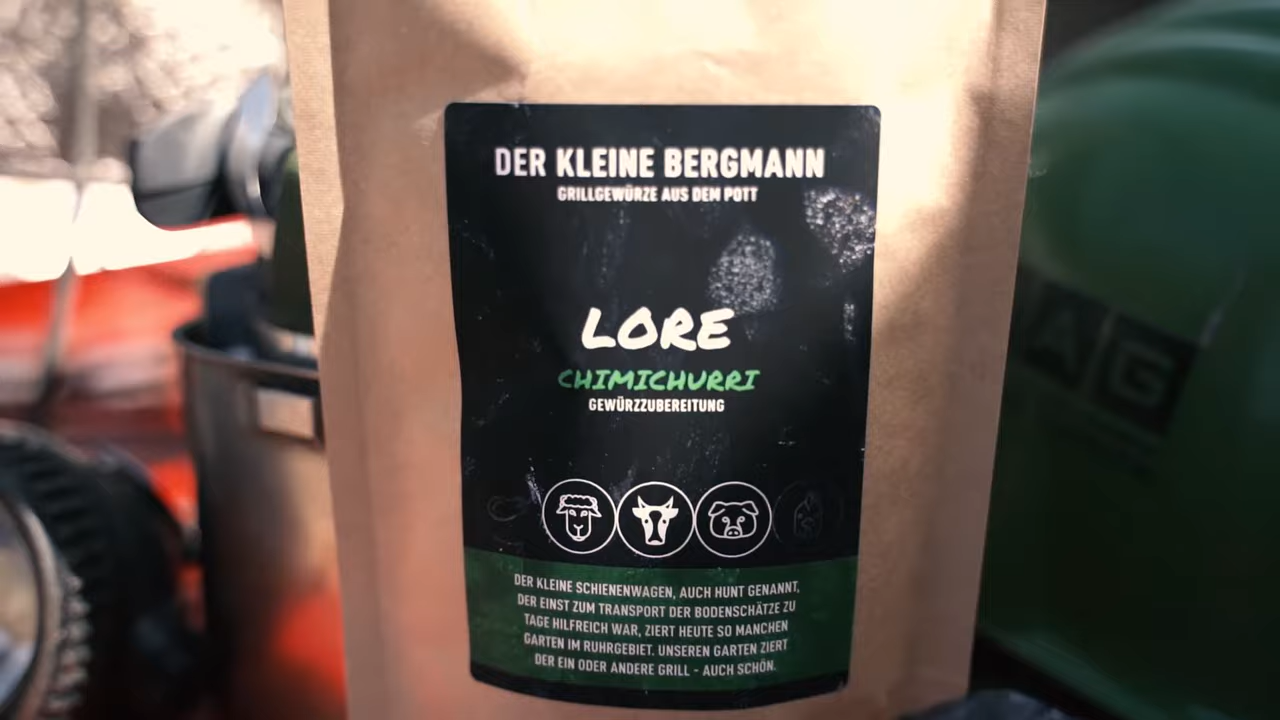 DER KLEINE BERGMANN
GRILLGEWÜRZE AUS DEM POTT
LORE
CHIMICHURRI
GEWÜRZZUBEREITUNG
DER KLEINE SCHIENENWAGEN, AUCH HUNT GENANNT,
DER EINST ZUM TRANSPORT DER BODENSCHÄTZE ZU
TAGE HILFREICH WAR, ZIERT HEUTE SO MANCHEN
GARTEN IM RUHRGEBIET. UNSEREN GARTEN ZIERT
DER EIN ODER ANDERE GRILL - AUCH SCHÖN.
AG